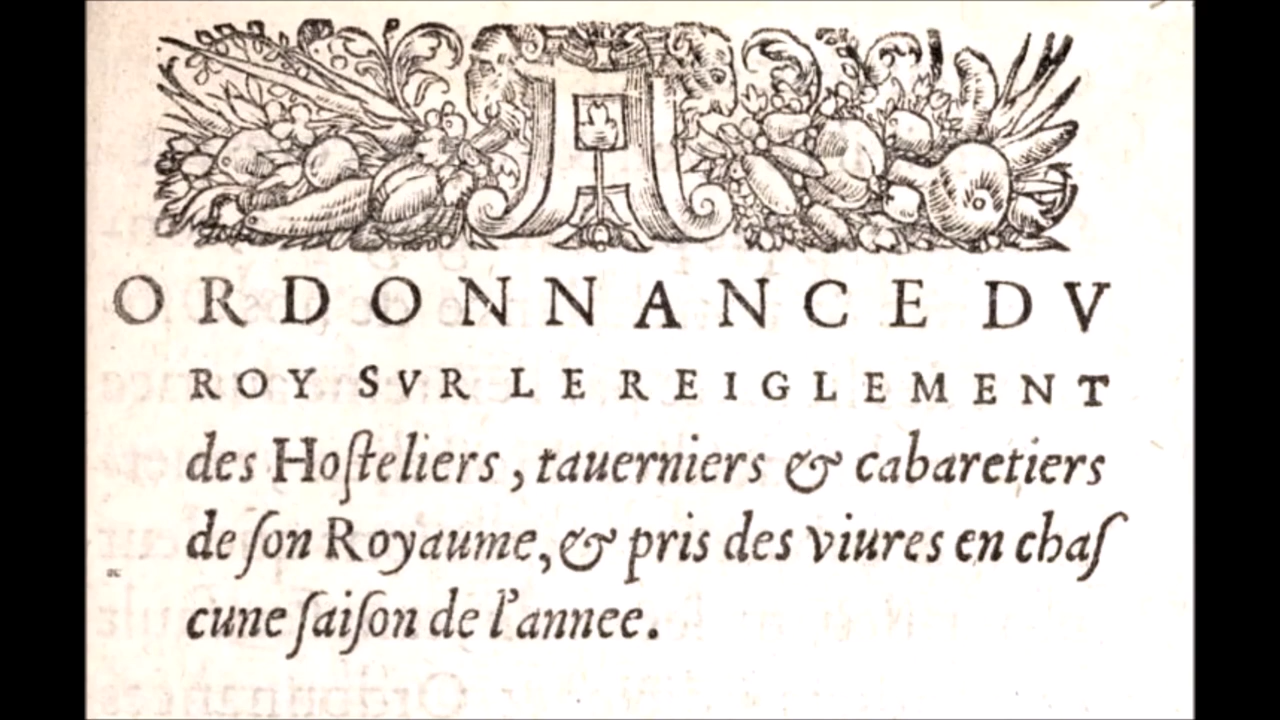 ORDONNANCE DV
ROY SVR LE REIGLEMENT
des Hoſteliers, tauerniers & cabaretiers
de ſon Royaume, & pris des viures en chaſ
cune ſaiſon de l'annee.